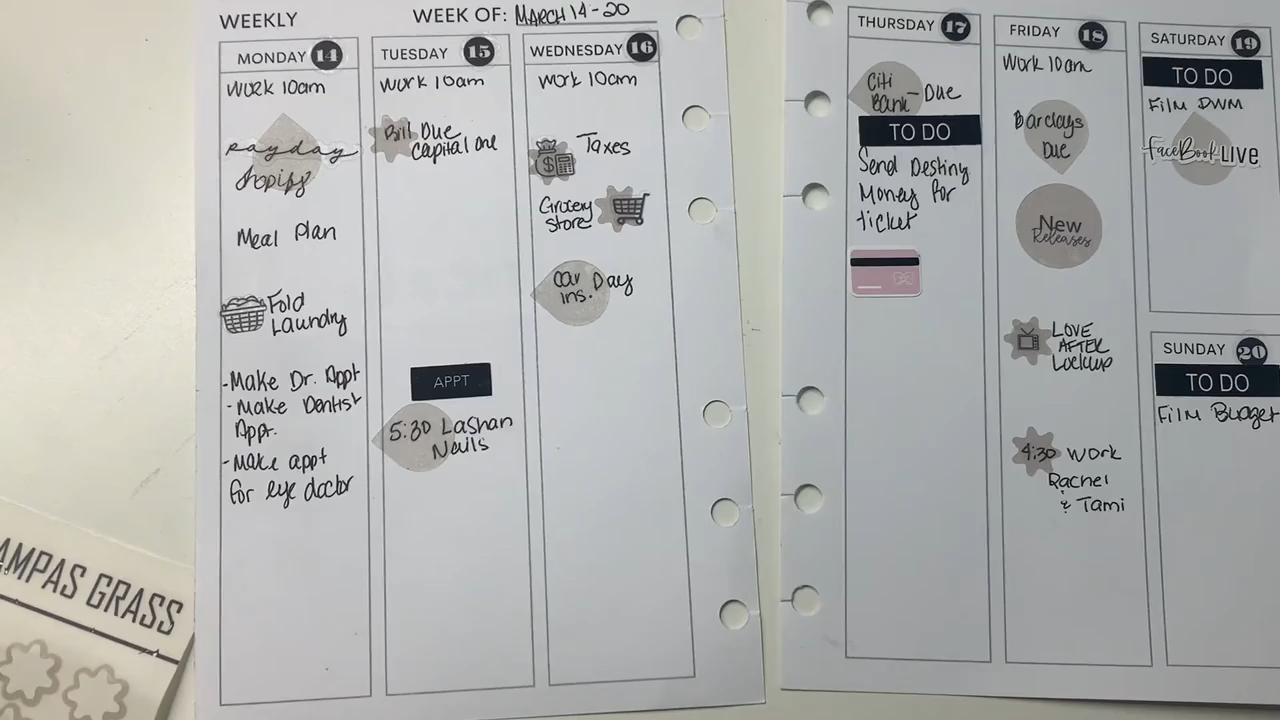 WEEKLY
WEEK OF: MARCH 14-20
MONDAY 14
Work 10am
payday
Shopify
Meal Plan
Fold
Laundry
-Make Dr. Appt
-Make Dentist
Appt.
-Make appt
for eye doctor
TUESDAY 15
Work 10am
Bill Due
Capital One
APPT
5:30 Lashan
Nails
WEDNESDAY 16
Work 10am
Taxes
Grocery
Store
Car Day
ins.
THURSDAY 17
Citi
Bank - Due
TO DO
Send Destiny
Money for
ticket
FRIDAY 18
Work 10am
Barclays
Due
New
Releases
LOVE
AFTER
Lockup
4:30 Work
Rachel
& Tami
SATURDAY 19
TO DO
Film DWM
FaceBook LIVE
SUNDAY 20
TO DO
Film Budget
AMPAS GRASS